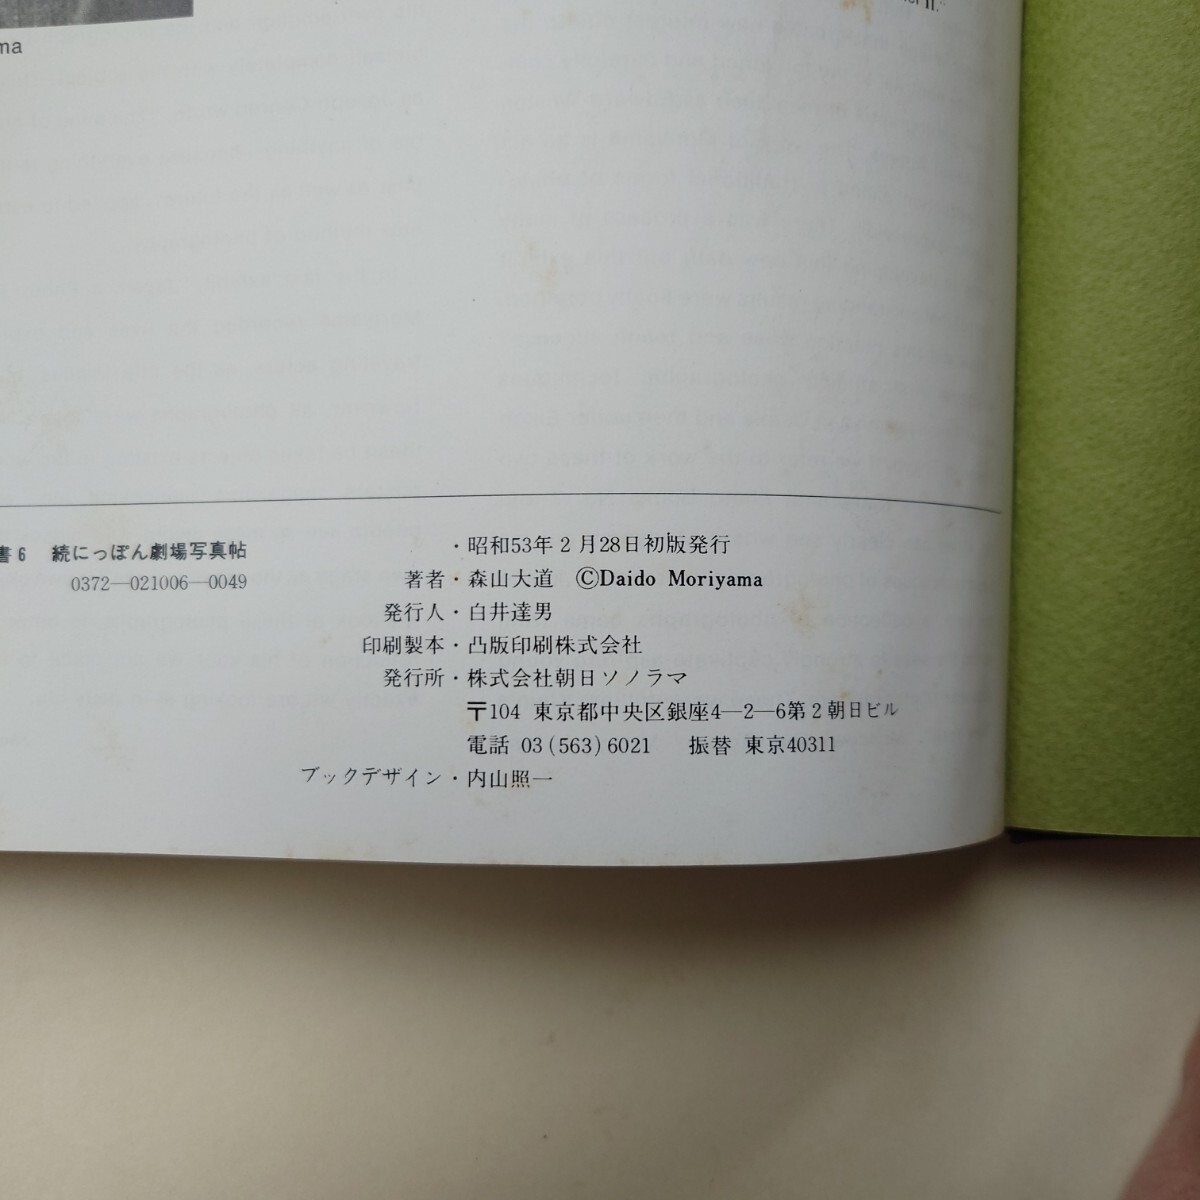 ma
II."
書6 続にっぽん劇場写真帖
0372—021006—0049
・昭和53年2月28日初版発行
著者・森山大道 ©Daido Moriyama
発行人・白井達男
印刷製本・凸版印刷株式会社
発行所・株式会社朝日ソノラマ
〒104 東京都中央区銀座4—2—6第2朝日ビル
電話 03(563)6021 振替 東京40311
ブックデザイン・内山照一